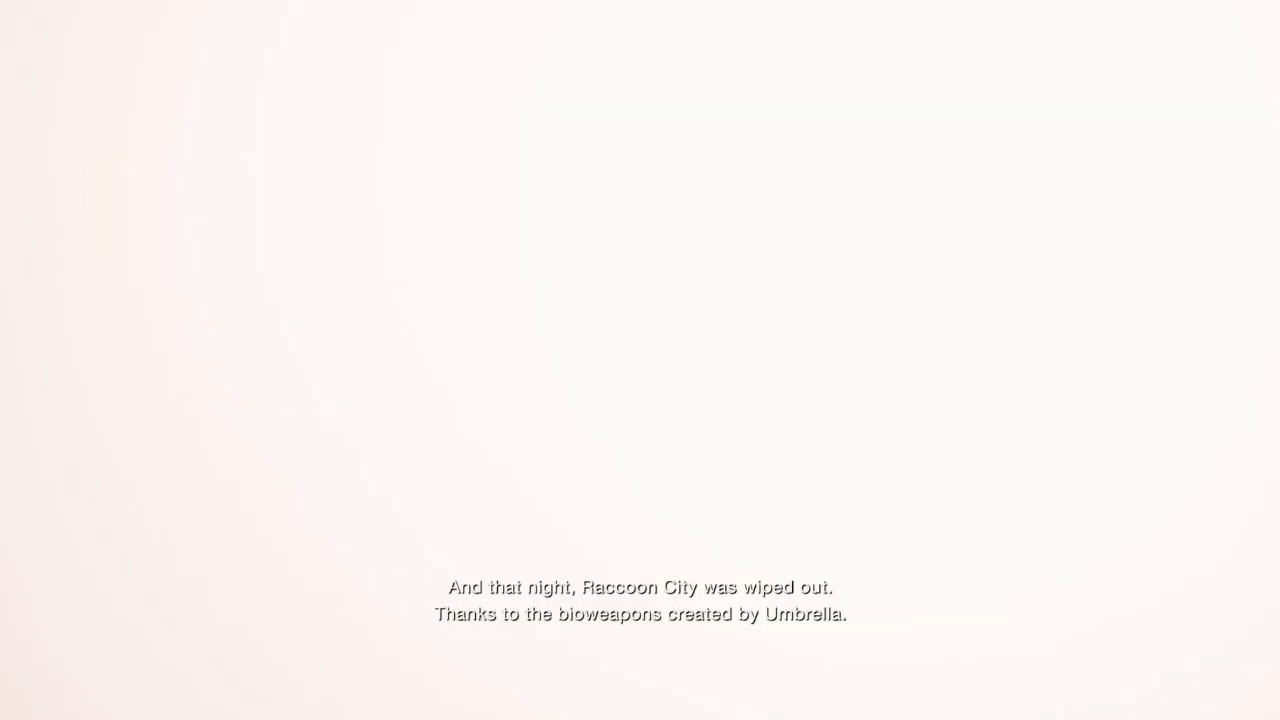 And that night, Raccoon City was wiped out.
Thanks to the bioweapons created by Umbrella.